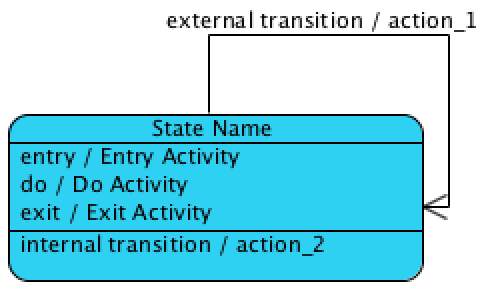 external transition / action_1
State Name
entry / Entry Activity
do / Do Activity
exit / Exit Activity
internal transition / action_2